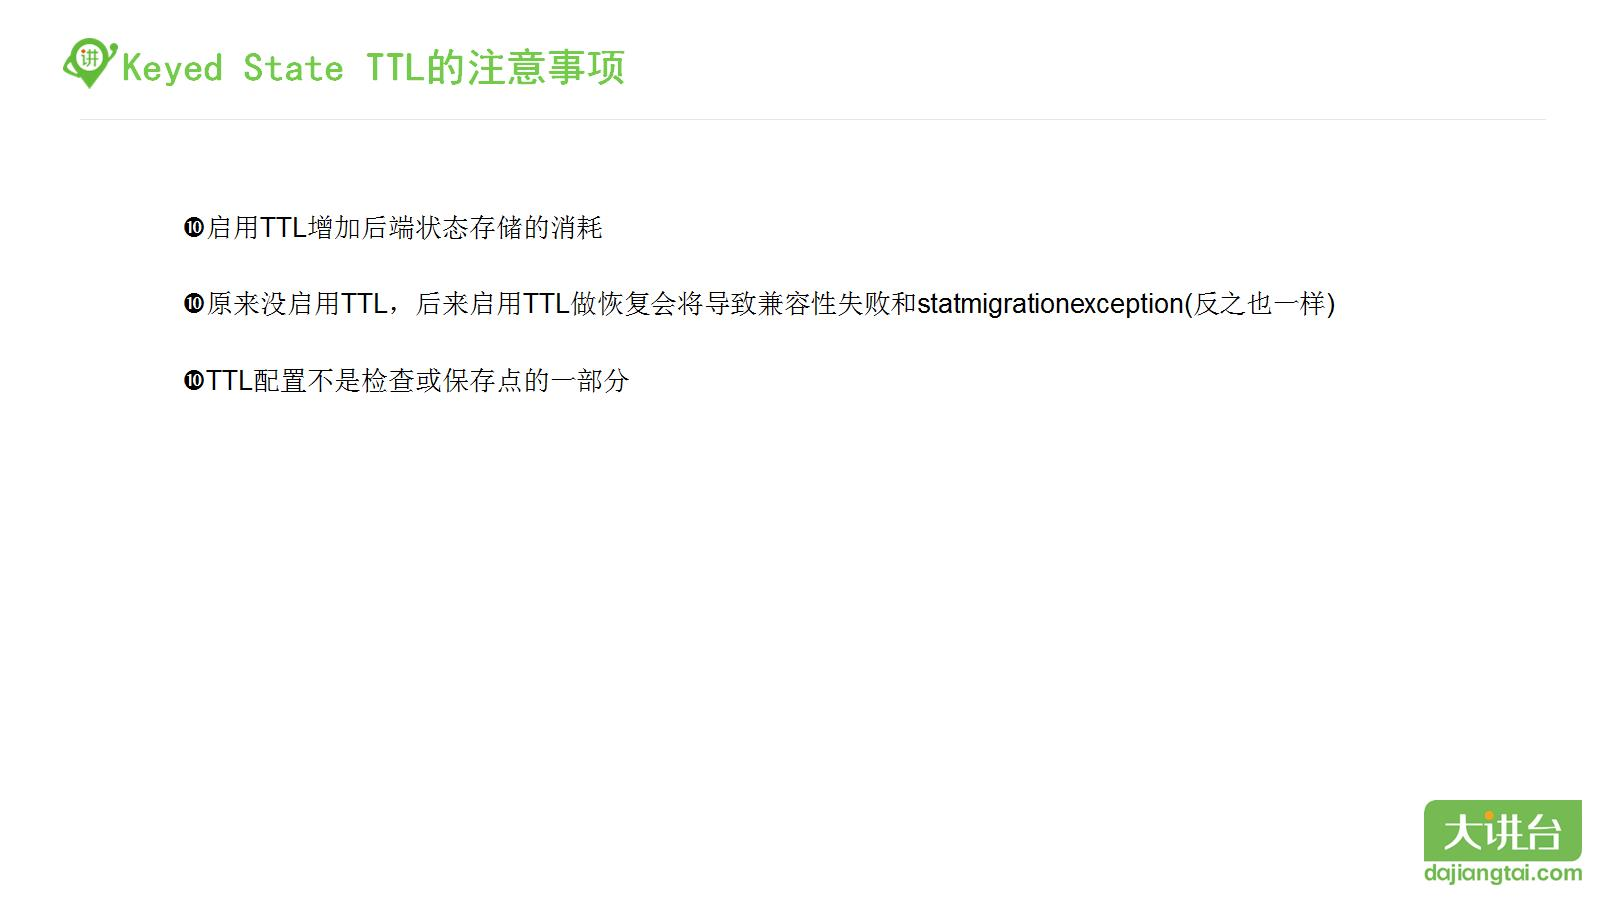 讲
Keyed State TTL的注意事项
❿启用TTL增加后端状态存储的消耗
❿原来没启用TTL，后来启用TTL做恢复会将导致兼容性失败和statmigrationexception(反之也一样)
❿TTL配置不是检查或保存点的一部分
大讲台
dajiangtai.com